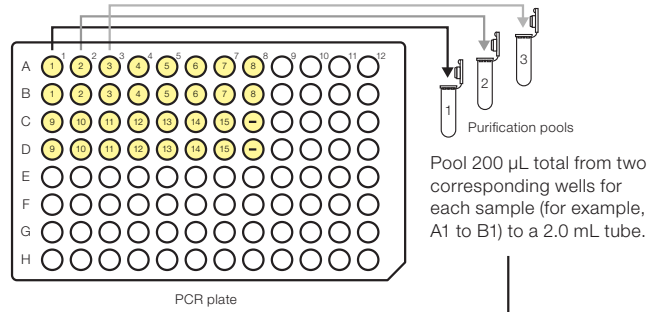 1 2 3 4 5 6 7 8 9 10 11 12
A 1 2 3 4 5 6 7 8
B 1 2 3 4 5 6 7 8
C 9 10 11 12 13 14 15 –
D 9 10 11 12 13 14 15 –
E
F
G
H
PCR plate
1
2
3
Purification pools
Pool 200 µL total from two
corresponding wells for
each sample (for example,
A1 to B1) to a 2.0 mL tube.